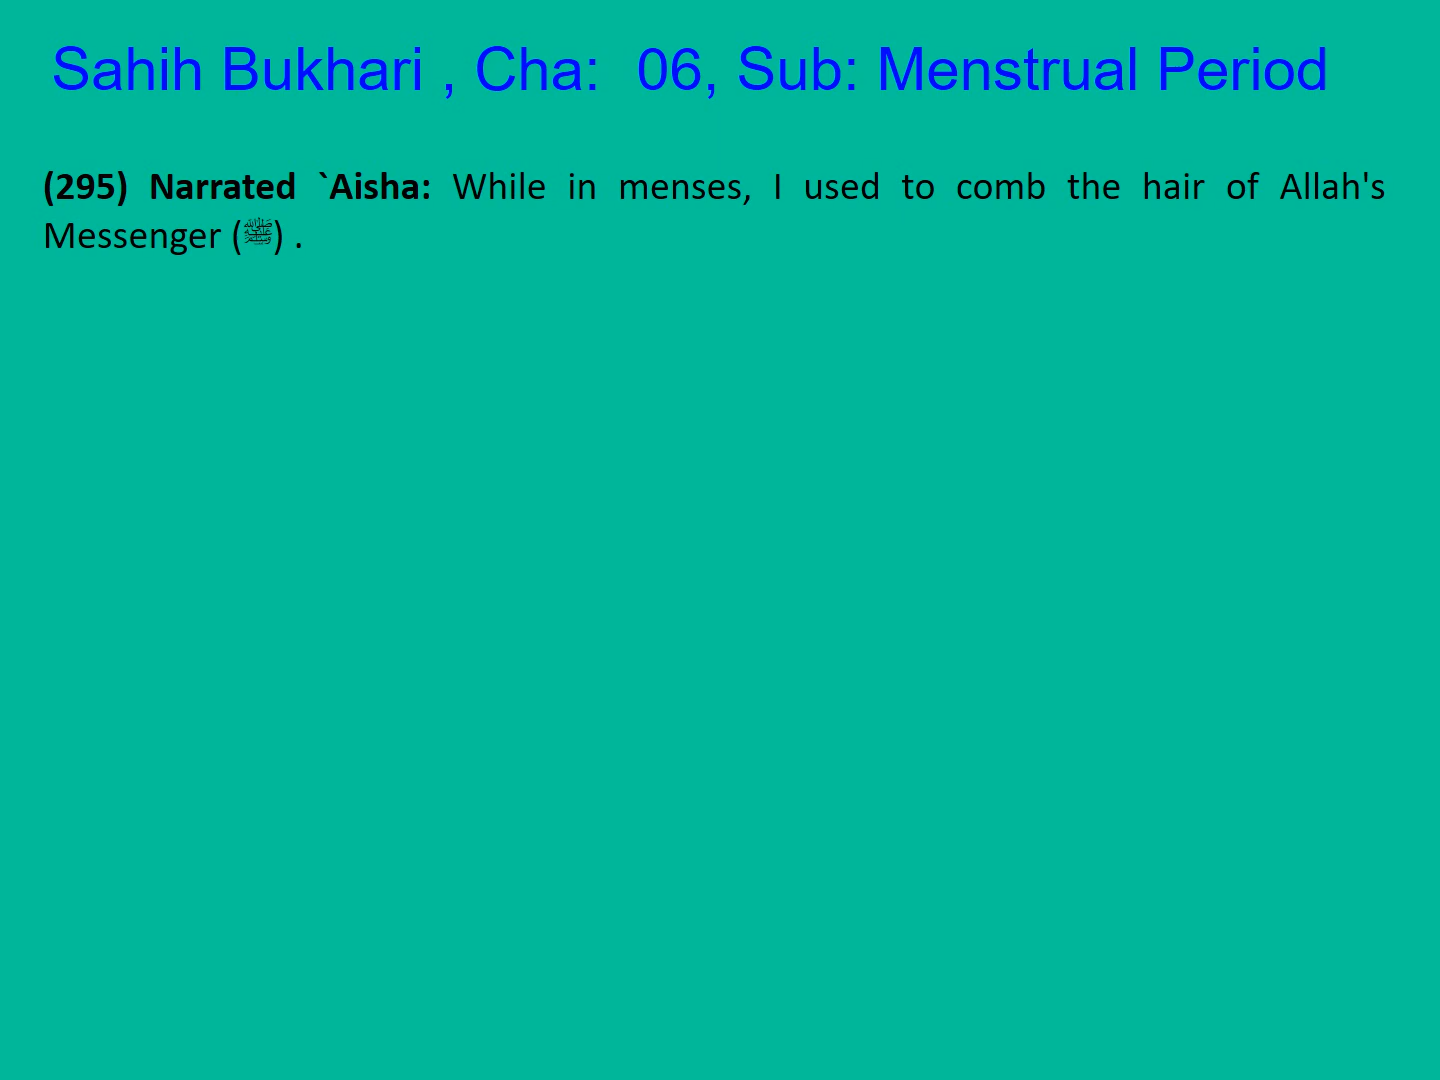 Sahih Bukhari , Cha:  06, Sub: Menstrual Period
(295) Narrated `Aisha: While in menses, I used to comb the hair of Allah's
Messenger (ﷺ) .